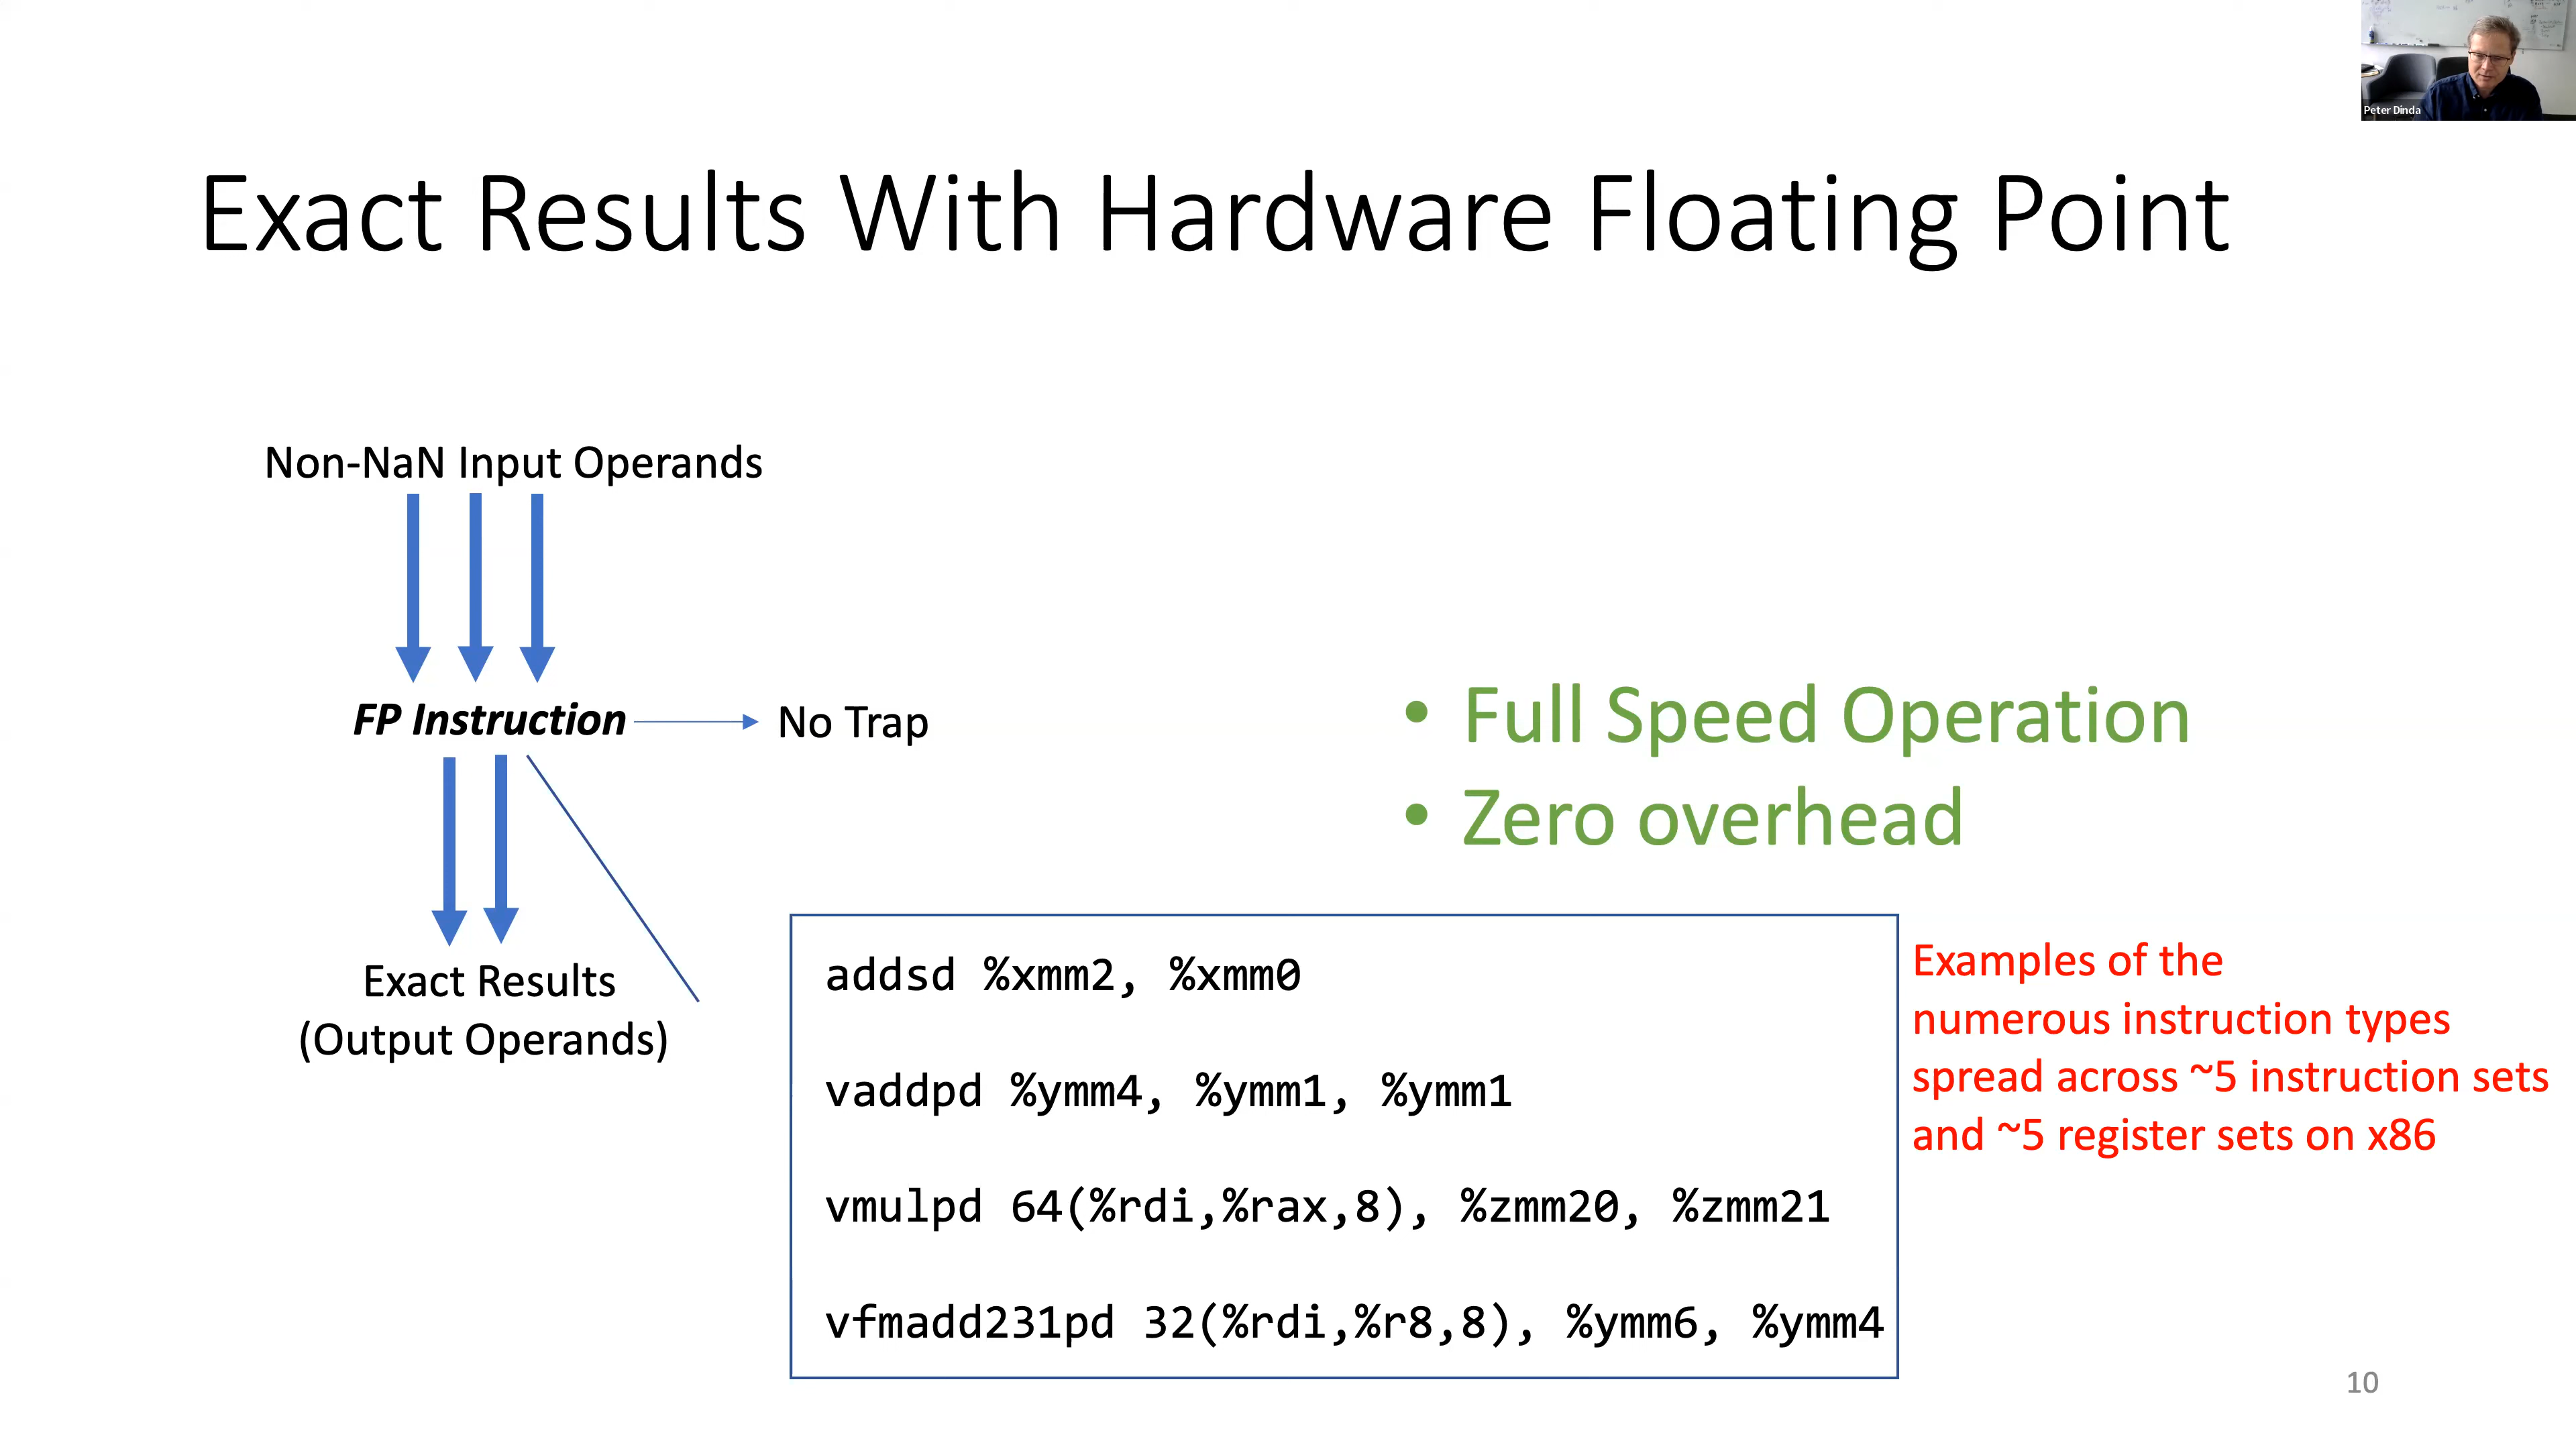 Peter Dinda
Exact Results With Hardware Floating Point
Non-NaN Input Operands
FP Instruction
No Trap
Exact Results
(Output Operands)
• Full Speed Operation
• Zero overhead
addsd %xmm2, %xmm0
vaddpd %ymm4, %ymm1, %ymm1
vmulpd 64(%rdi,%rax,8), %zmm20, %zmm21
vfmadd231pd 32(%rdi,%r8,8), %ymm6, %ymm4
Examples of the
numerous instruction types
spread across ~5 instruction sets
and ~5 register sets on x86
10